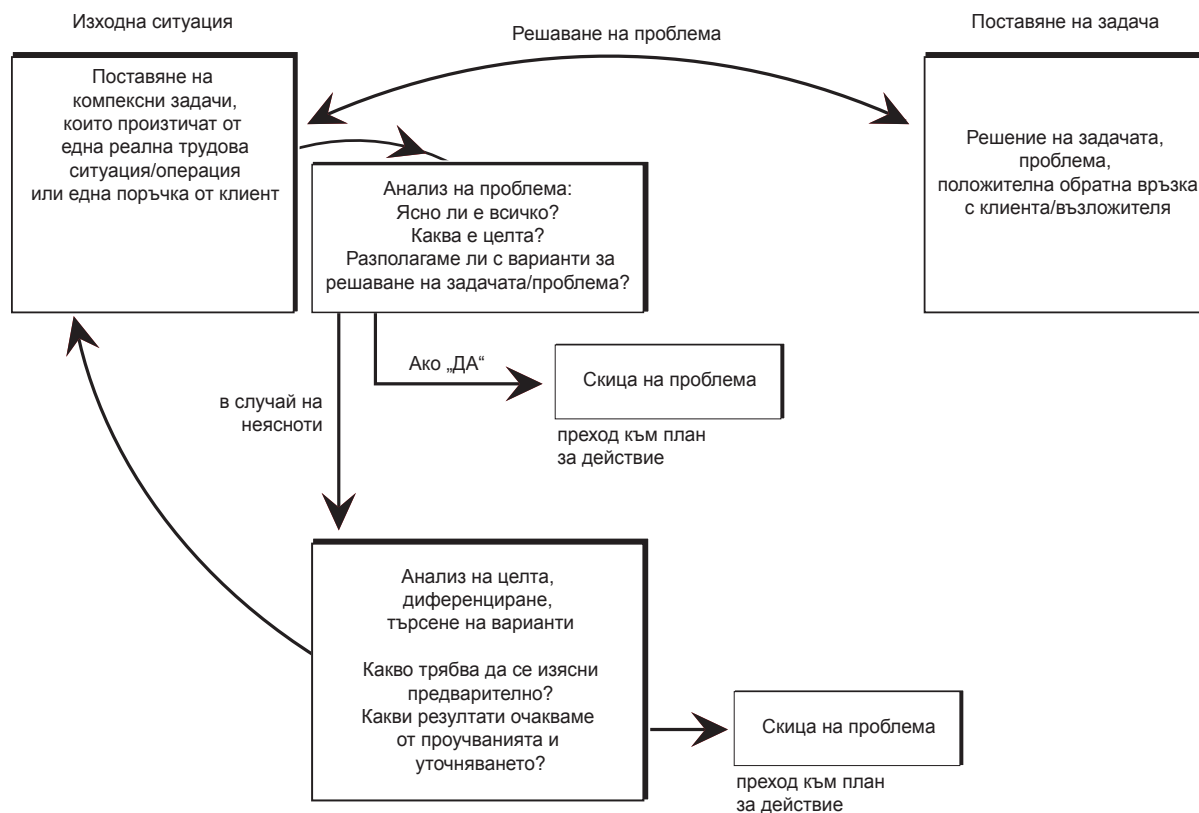 Изходна ситуация
Решаване на проблема
Поставяне на задача
Поставяне на
компексни задачи,
които произтичат от
една реална трудова
ситуация/операция
или една поръчка от клиент
Анализ на проблема:
Ясно ли е всичко?
Каква е целта?
Разполагаме ли с варианти за
решаване на задачата/проблема?
Решение на задачата,
проблема,
положителна обратна връзка
с клиента/възложителя
Ако „ДА“
Скица на проблема
преход към план
за действие
в случай на
неясноти
Анализ на целта,
диференциране,
търсене на варианти
Какво трябва да се изясни
предварително?
Какви резултати очакваме
от проучванията и
уточняването?
Скица на проблема
преход към план
за действие